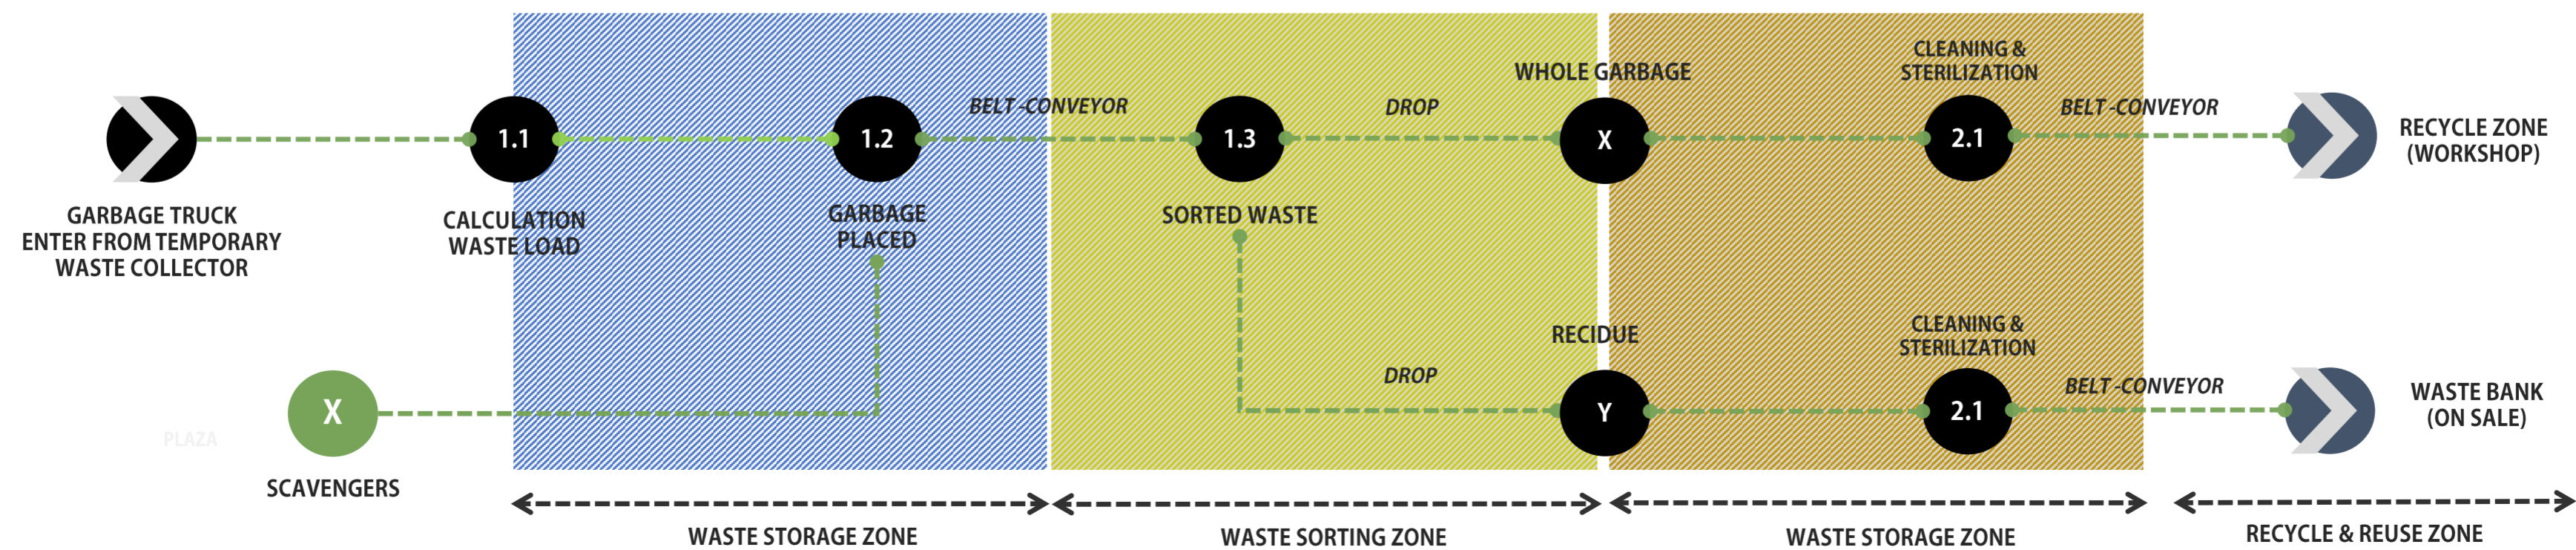 WHOLE GARBAGE
CLEANING &
STERILIZATION
BELT -CONVEYOR
DROP
BELT -CONVEYOR
1.1
1.2
1.3
X
2.1
RECYCLE ZONE
(WORKSHOP)
GARBAGE TRUCK
ENTER FROM TEMPORARY
WASTE COLLECTOR
CALCULATION
WASTE LOAD
GARBAGE
PLACED
SORTED WASTE
RECIDUE
CLEANING &
STERILIZATION
DROP
BELT -CONVEYOR
X
Y
2.1
WASTE BANK
(ON SALE)
PLAZA
SCAVENGERS
WASTE STORAGE ZONE
WASTE SORTING ZONE
WASTE STORAGE ZONE
RECYCLE & REUSE ZONE